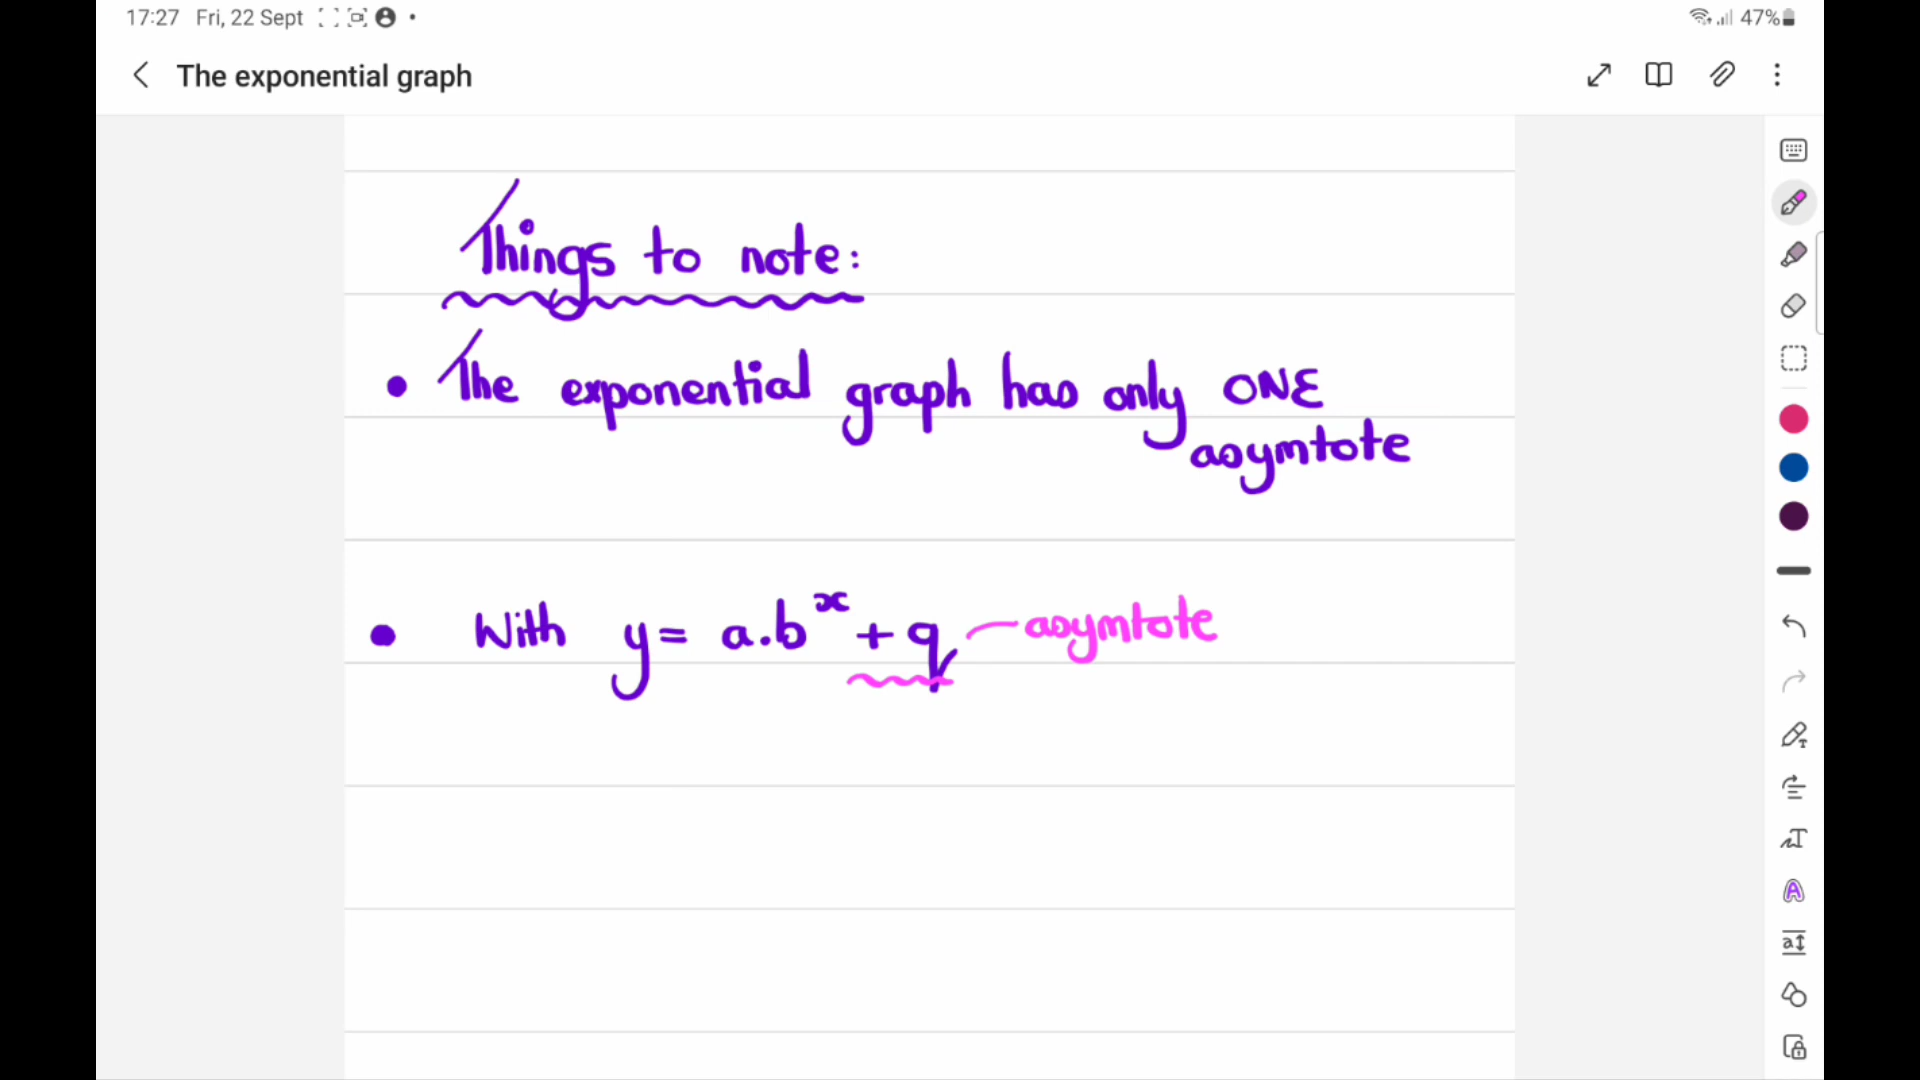 17:27 Fri, 22 Sept 47%
The exponential graph
Things to note:
• The exponential graph has only ONE
asymtote
• With y = a.b^x + q - asymtote